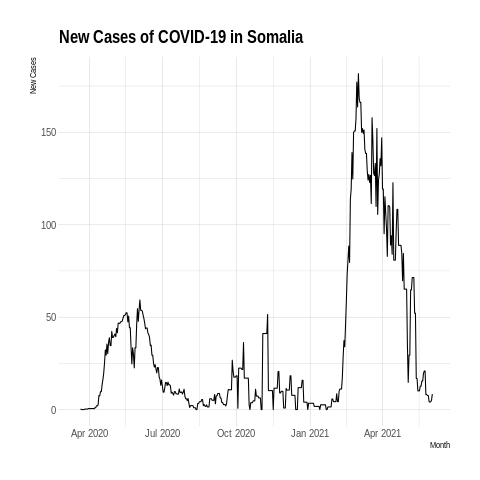 New Cases of COVID-19 in Somalia
New Cases
150
100
50
0
Apr 2020 Jul 2020 Oct 2020 Jan 2021 Apr 2021
Month